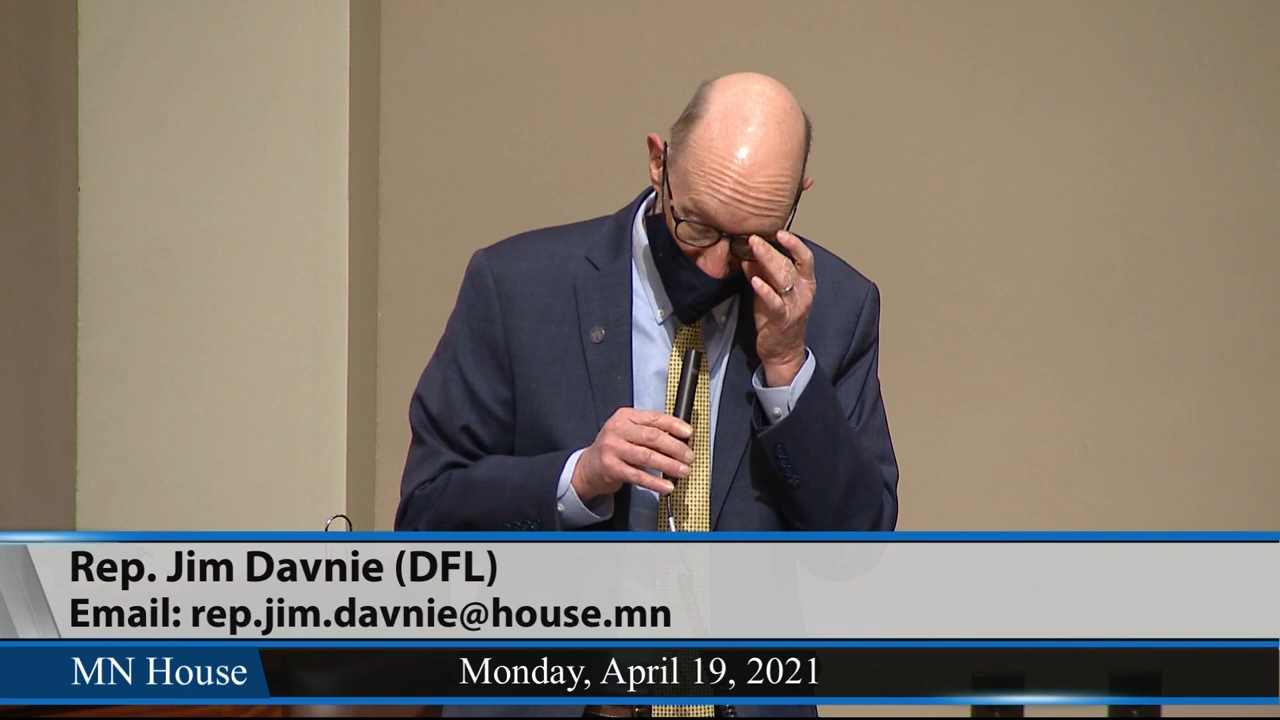 Rep. Jim Davnie (DFL)
Email: rep.jim.davnie@house.mn
MN House
Monday, April 19, 2021